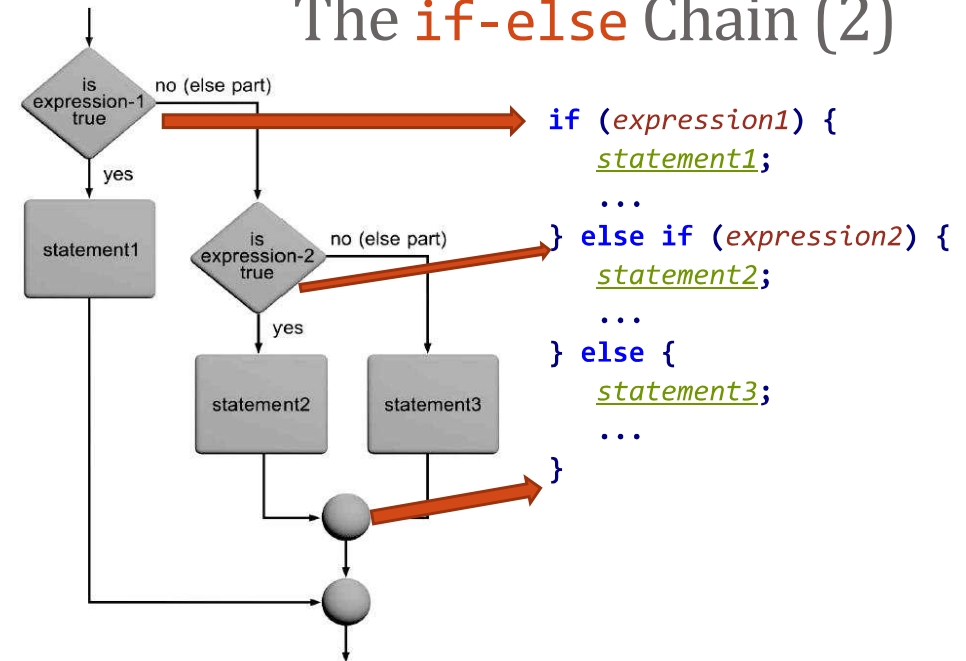 The if-else Chain (2)
is
expression-1
true
no (else part)
yes
statement1
is
expression-2
true
no (else part)
yes
statement2
statement3
if (expression1) {
statement1;
...
} else if (expression2) {
statement2;
...
} else {
statement3;
...
}